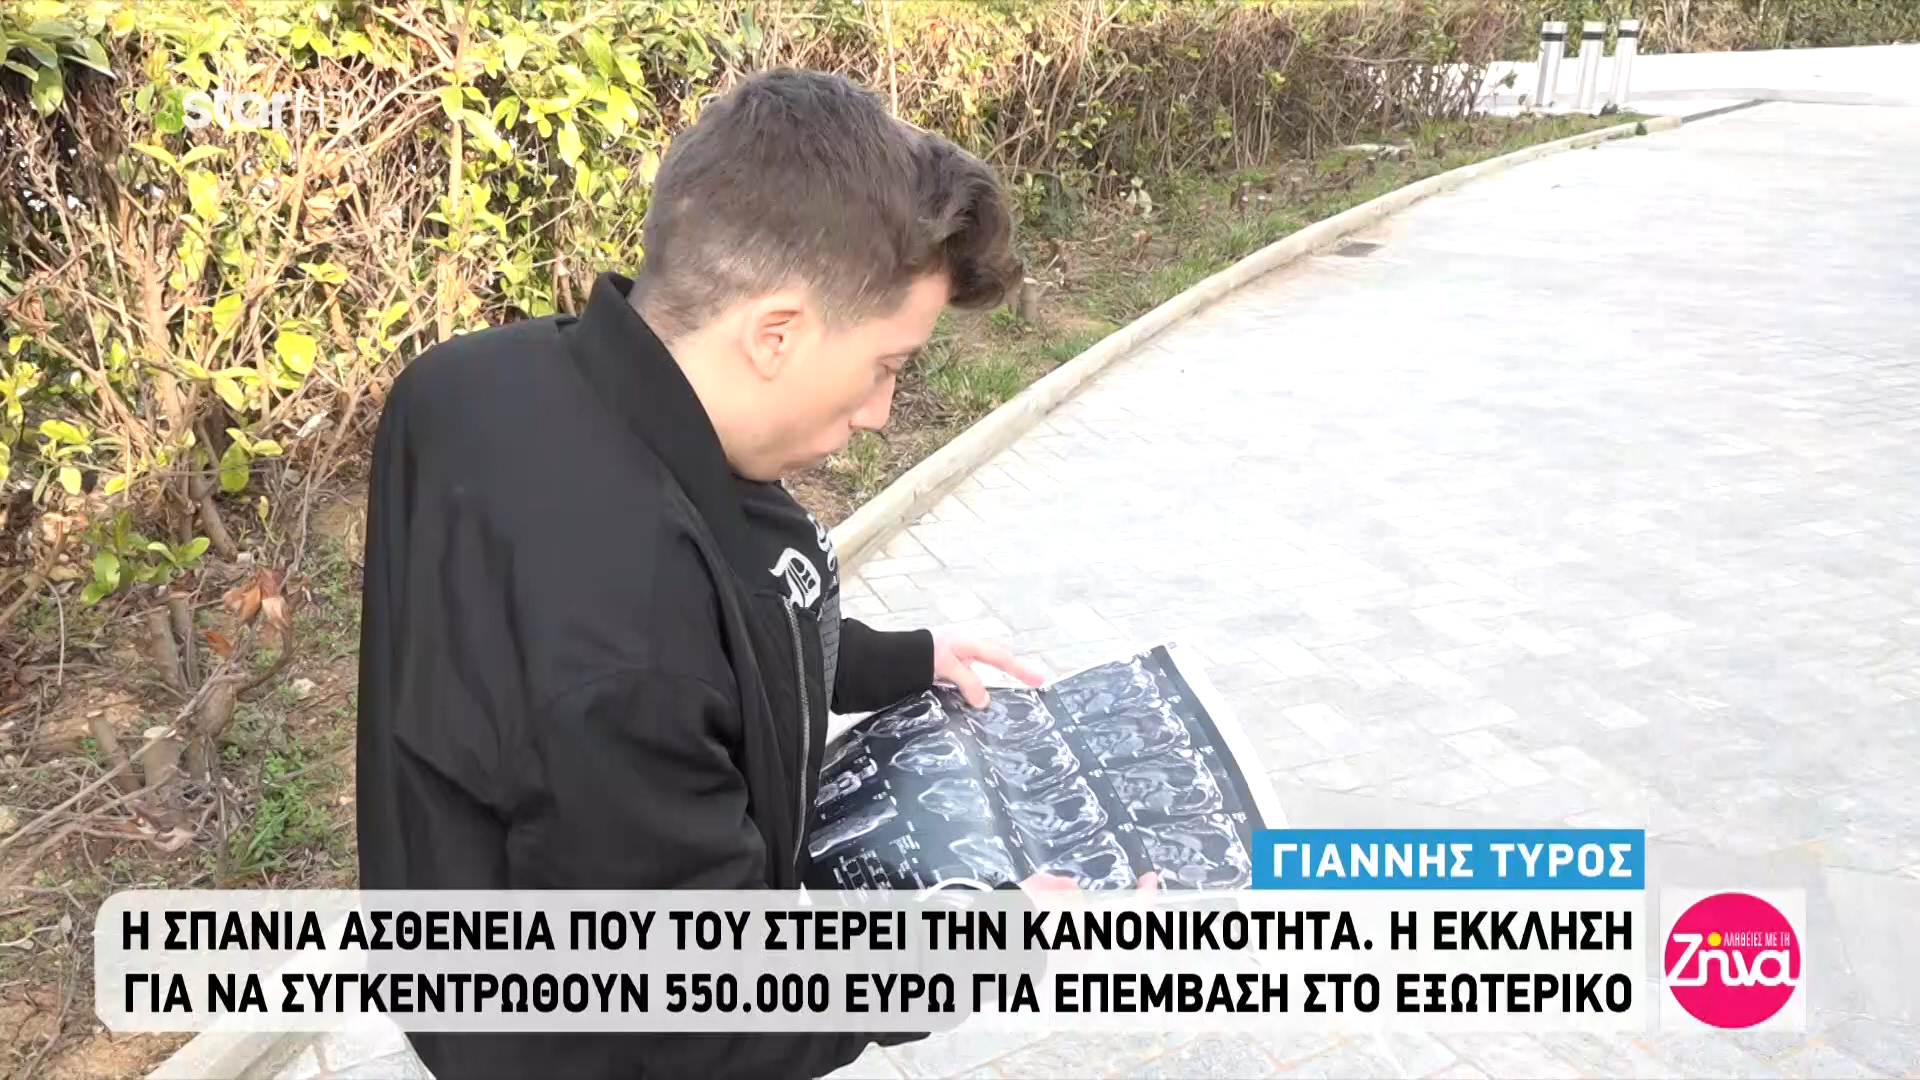 star HD
ΓΙΑΝΝΗΣ ΤΥΡΟΣ
Η ΣΠΑΝΙΑ ΑΣΘΕΝΕΙΑ ΠΟΥ ΤΟΥ ΣΤΕΡΕΙ ΤΗΝ ΚΑΝΟΝΙΚΟΤΗΤΑ. Η ΕΚΚΛΗΣΗ
ΓΙΑ ΝΑ ΣΥΓΚΕΝΤΡΩΘΟΥΝ 550.000 ΕΥΡΩ ΓΙΑ ΕΠΕΜΒΑΣΗ ΣΤΟ ΕΞΩΤΕΡΙΚΟ
ΑΛΗΘΕΙΕΣ ΜΕ ΤΗ
Ζήνα